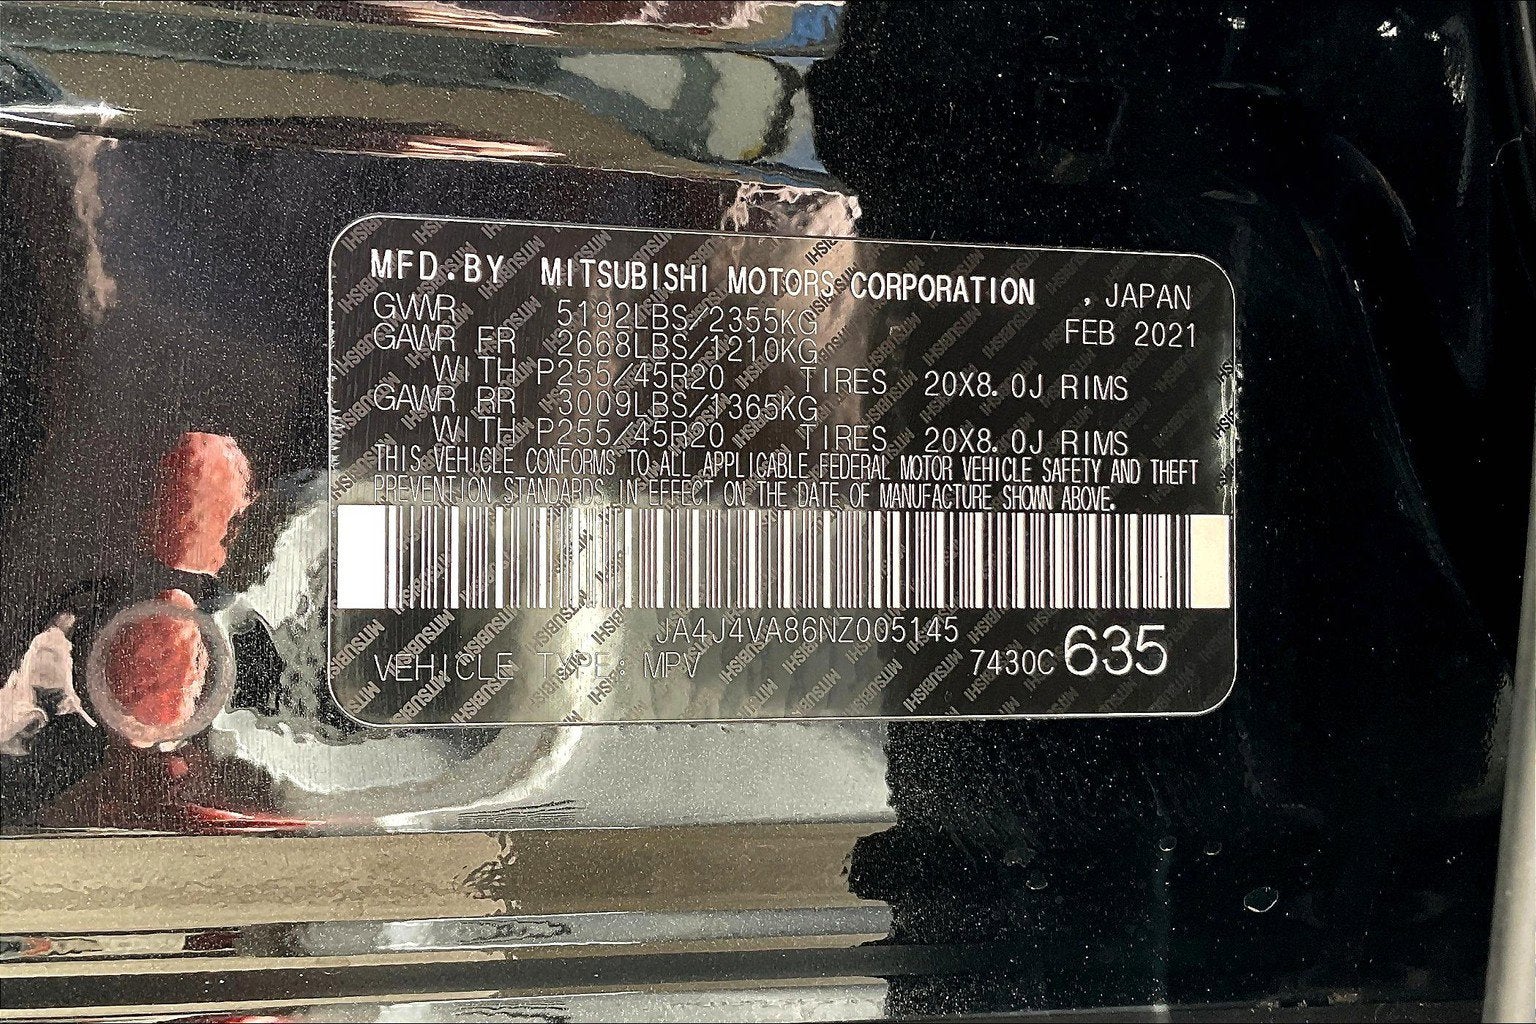 MFD.BY MITSUBISHI MOTORS CORPORATION , JAPAN
GVWR 5192LBS/2355KG FEB 2021
GAWR FR 2668LBS/1210KG
WITH P255/45R20 TIRES 20X8.0J RIMS
GAWR RR 3009LBS/1365KG
WITH P255/45R20 TIRES 20X8.0J RIMS
THIS VEHICLE CONFORMS TO ALL APPLICABLE FEDERAL MOTOR VEHICLE SAFETY AND THEFT
PREVENTION STANDARDS IN EFFECT ON THE DATE OF MANUFACTURE SHOWN ABOVE.
JA4J4VA86NZ005145
VEHICLE TYPE: MPV 7430C 635